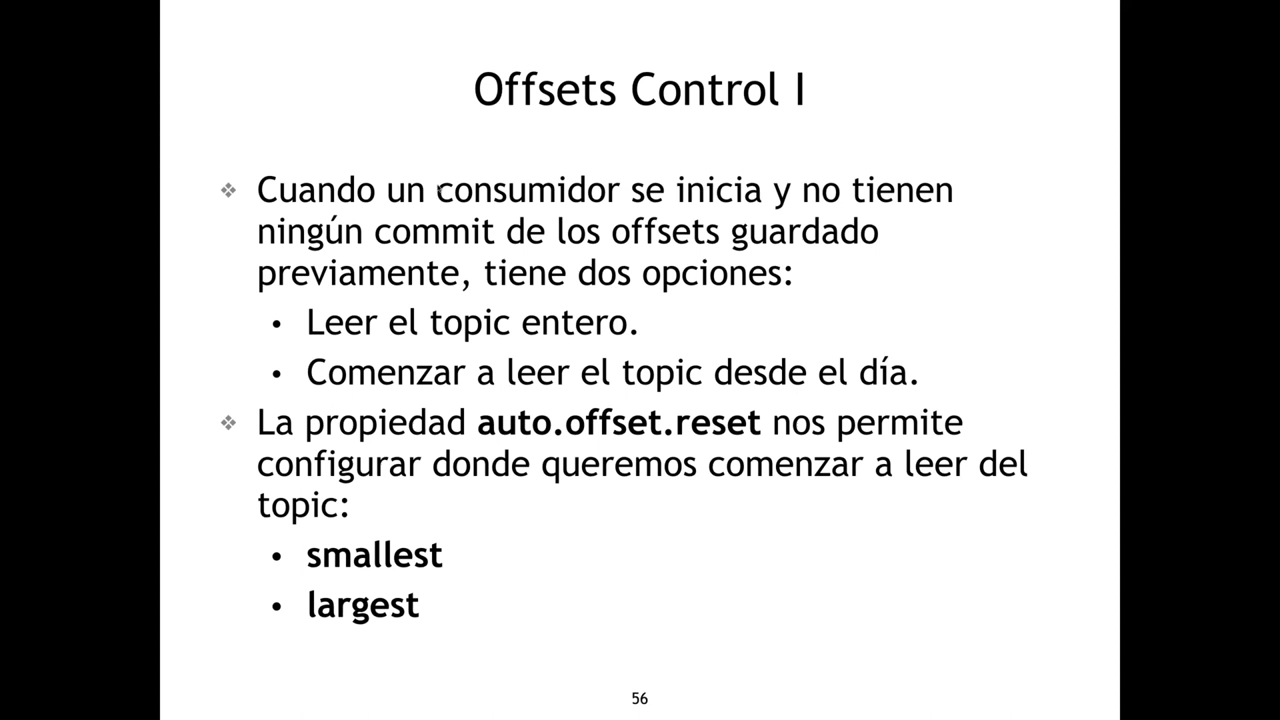 Offsets Control I
Cuando un consumidor se inicia y no tienen
ningún commit de los offsets guardado
previamente, tiene dos opciones:
Leer el topic entero.
Comenzar a leer el topic desde el día.
La propiedad auto.offset.reset nos permite
configurar donde queremos comenzar a leer del
topic:
smallest
largest
56